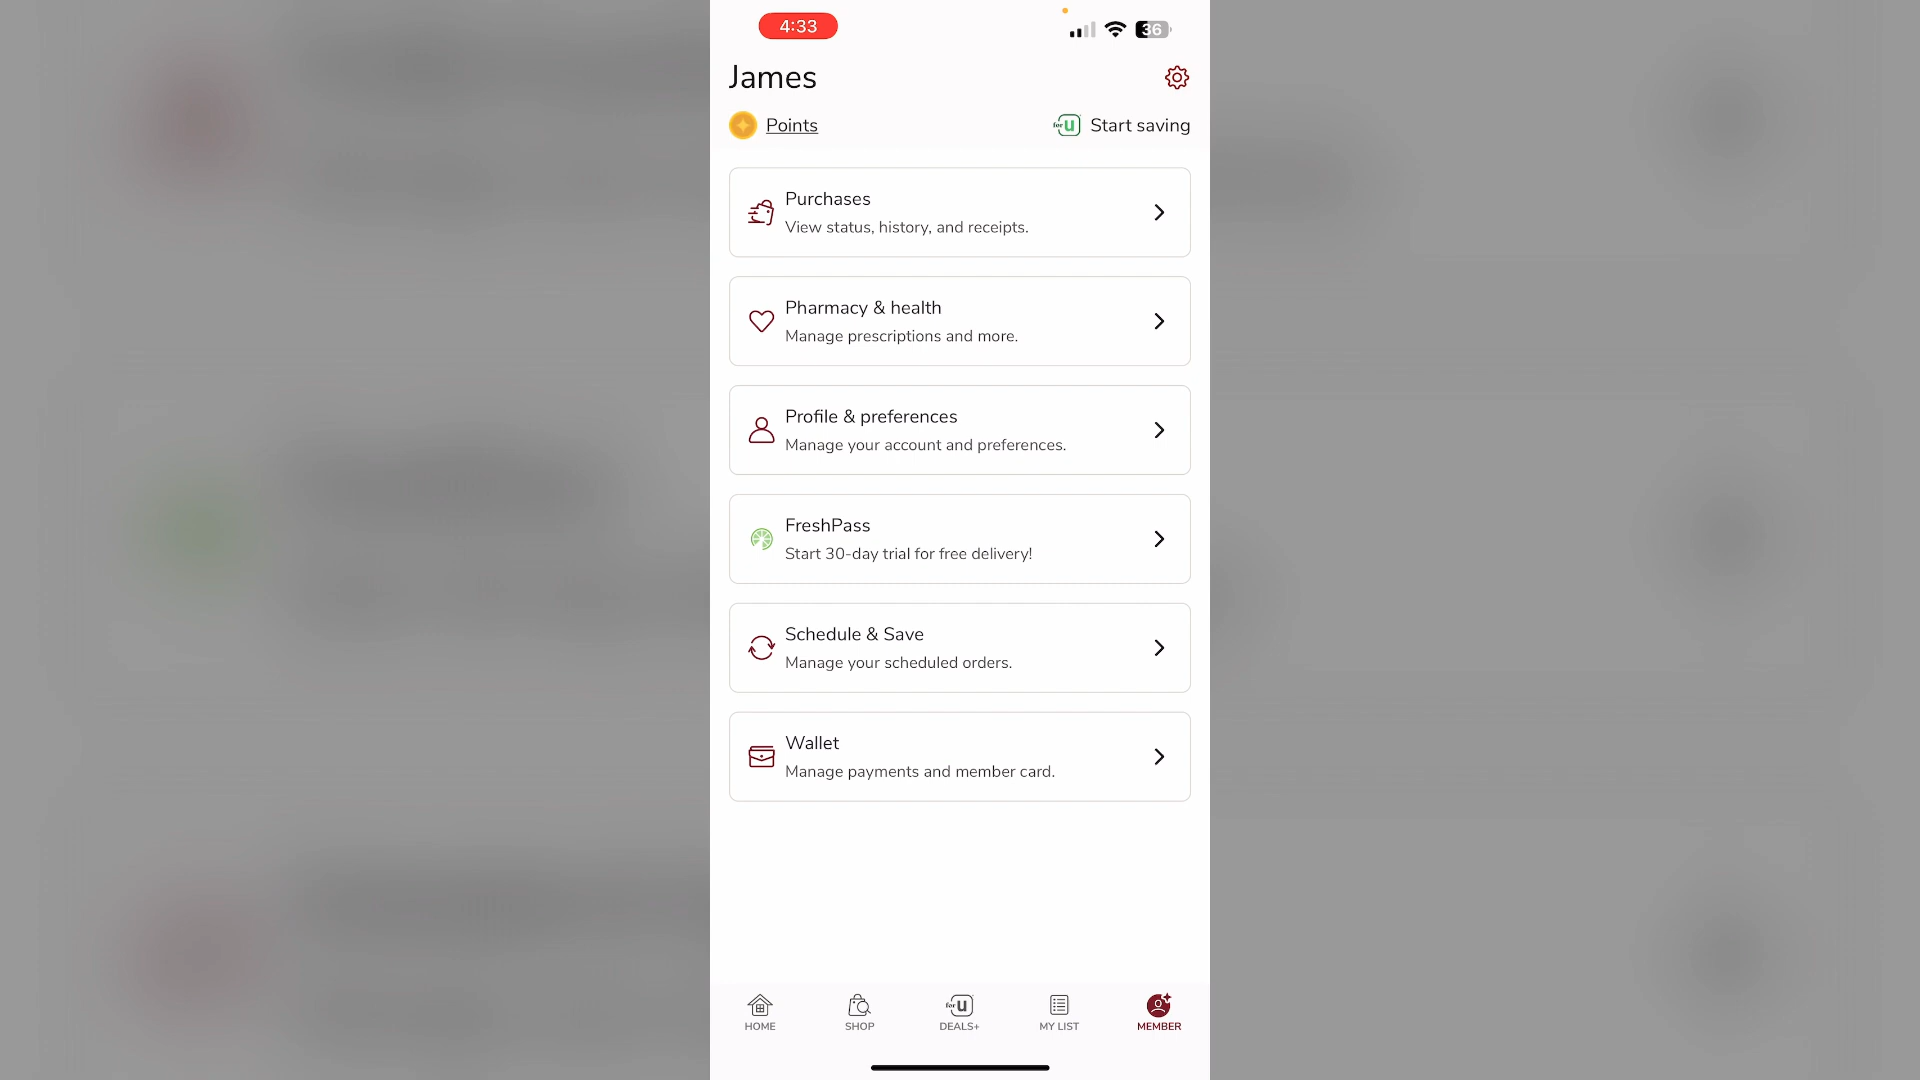 4:33
36
James
Points
for U Start saving
Purchases
View status, history, and receipts.
Pharmacy & health
Manage prescriptions and more.
Profile & preferences
Manage your account and preferences.
FreshPass
Start 30-day trial for free delivery!
Schedule & Save
Manage your scheduled orders.
Wallet
Manage payments and member card.
for U
HOME SHOP DEALS+ MY LIST MEMBER